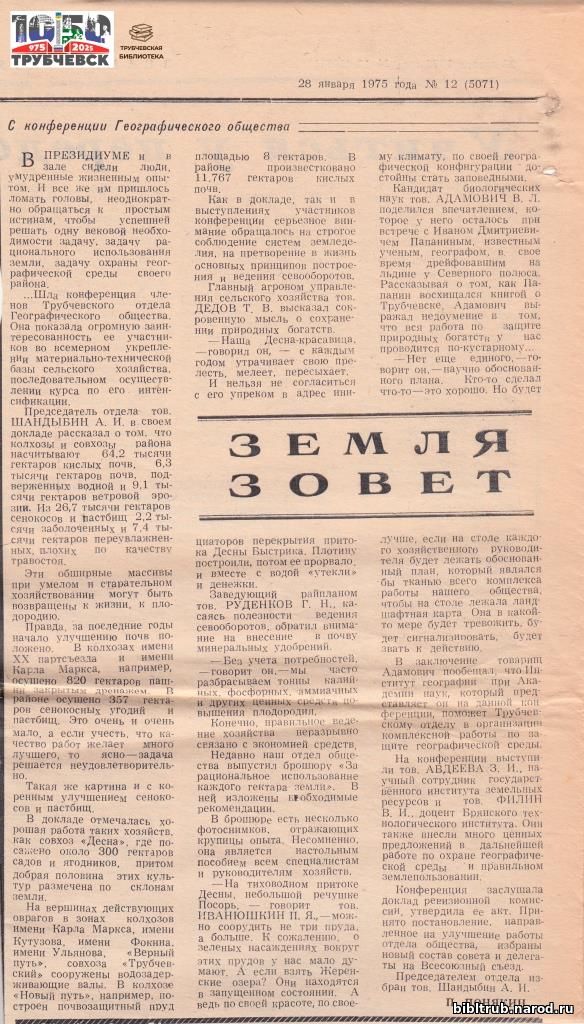 1050
975 2025
ТРУБЧЕВСК
ТРУБЧЕВСКАЯ
БИБЛИОТЕКА
28 января 1975 года № 12 (5071)
С конференции Географического общества
В ПРЕЗИДИУМЕ и в
зале сидели люди,
умудренные жизненным опы-
том. И все же им пришлось
ломать головы, неоднократ-
но обращаться к простым
истинам, чтобы успешней
решать одну вековой необхо-
димости задачу, задачу ра-
ционального использования
земли, задачу охраны геогра-
фической среды своего
района.
...Шла конференция чле-
нов Трубчевского отдела
Географического общества.
Она показала огромную заин-
тересованность ее участни-
ков во всемерном укрепле-
нии материально-технической
базы сельского хозяйства,
последовательном осуществ-
лении курса по его интен-
сификации.
Председатель отдела тов.
ШАНДЫБИН А. И. в своем
докладе рассказал о том, что
колхозы и совхозы района
насчитывают 64,2 тысячи
гектаров кислых почв, 6,3
тысячи гектаров земель,
подверженных водной и 9,1 ты-
сячи гектаров ветровой эро-
зии. Из 26,7 тысячи гектаров
сенокосов и пастбищ 2,2 ты-
сячи заболоченных и 7,4
тысячи гектаров переувлажнен-
ных, плохих по качеству
травостоя.
Эти обширные массивы
при умелом и старательном
хозяйствовании могут быть
возвращены к жизни, к пло-
дородию.
Правда, за последние годы
начало улучшению почв по-
ложено. В колхозах имени
XX партсъезда и имени
Карла Маркса, например,
осушено 820 гектаров паш-
ни закрытым дренажем. В
районе осушено 357 гекта-
ров сенокосных угодий и
пастбищ. Это очень и очень
мало, а если учесть, что ка-
чество работ желает много
лучшего, то ясно—задача
решается неудовлетворитель-
но.
Такая же картина и с ко-
ренным улучшением сеноко-
сов и пастбищ.
В докладе отмечалась хо-
рошая работа таких хозяйств,
как совхоз «Десна», где по-
сажено около 300 гектаров
садов и ягодников, притом
добрая половина этих куль-
тур размечена по склонам
земли.
На вершинах действующих
оврагов в зонах колхозов
имени Карла Маркса, имени
Кутузова, имени Фокина,
имени Ульянова, «Верный
путь», совхоза «Трубчев-
ский» сооружены водозадер-
живающие валы. В колхозе
«Новый путь», например, по-
строен почвозащитный пруд
площадью 8 гектаров. В
районе произвестковано
11,767 гектаров кислых
почв.
Как в докладе, так и в
выступлениях участников
конференции серьезное вни-
мание обращалось на строгое
соблюдение систем земледе-
лия, на претворение в жизнь
основных принципов построе-
ния и ведения севооборотов.
Главный агроном управле-
ния сельского хозяйства тов.
ДЕДОВ Т. В. высказал со-
кровенную мысль о сохране-
нии природных богатств.
—Наша Десна-красавица,
—говорил он, — с каждым
годом утрачивает свою пре-
лесть, мелеет, пересыхает.
И нельзя не согласиться
с его упреком в адрес ини-
циаторов перекрытия прито-
ка Десны Быстрика. Плотину
построили, потом ее прорвало,
и вместе с водой «утекли»
и денежки.
Заведующий райпланом
тов. РУДЕНКОВ Г. Н., ка-
саясь полезности ведения
севооборотов, обратил внима-
ние на внесение в почву
минеральных удобрений.
—Без учета потребностей,
—говорит он,— мы часто
разбрасываем тонны калий-
ных, фосфорных, аммиачных
и других ценных средств по-
вышения плодородия.
Конечно, правильное веде-
ние хозяйства неразрывно
связано с экономией средств.
Недавно наш отдел обще-
ства выпустил брошюру «За
рациональное использование
каждого гектара земли». В
ней изложены необходимые
рекомендации.
В брошюре есть несколько
фотоснимков, отражающих
крупицы опыта. Несомненно,
она является настольным
пособием всем специалистам
и руководителям хозяйств.
—На тиховодном притоке
Десны, небольшой речушке
Посорь, — говорит тов.
ИВАНЮШКИН П. Я.,—мож-
но соорудить не три пруда,
а больше. К сожалению, о
зеленых насаждениях вокруг
этих прудов у нас мало ду-
мают. А если взять Жерен-
ские озера? Они находятся
в запущенном состоянии. А
ведь по своей красоте, по свое-
ЗЕМЛЯ
ЗОВЕТ
му климату, по своей геогра-
фической конфигурации до-
стойны стать заповедными.
Кандидат биологических
наук тов. АДАМОВИЧ В. Л.
поделился впечатлением, ко-
торое у него осталось при
встрече с Иваном Дмитриеви-
чем Папаниным, известным
ученым, географом, в свое
время дрейфовавшим на
льдине у Северного полюса.
Рассказывая о том, как Па-
панин восхищался книгой о
Трубчевске, Адамович вы-
ражал недоумение в том,
что вся работа по защите
природных богатств у нас
проводится по-кустарному...
—Нет еще единого,—го-
ворит он,—научно обоснован-
ного плана. Кто-то сделал
что-то—это хорошо. Но будет
лучше, если на столе каждо-
го хозяйственного руководи-
теля будет лежать обоснован-
ный план, который являлся
бы тканью всего комплекса
работы нашего общества,
чтобы на столе лежала ланд-
шафтная карта Она в какой-
то мере будет тревожить, бу-
дет сигнализировать, будет
звать к действию.
В заключение товарищ
Адамович пообещал, что Ин-
ститут географии при Ака-
демии наук, который пред-
ставляет он на данной кон-
ференции, поможет Трубчев-
скому отделу в организации
комплексной работы по за-
щите географической среды.
На конференции выступи-
ли тов. АВДЕЕВА З. И., на-
учный сотрудник Государст-
венного института земельных
ресурсов и тов. ФИЛИН
В. И., доцент Брянского тех-
нологического института. Они
также внесли много ценных
предложений в дальнейшей
работе по охране географиче-
ской среды и правильном
землепользовании.
Конференция заслушала
доклад ревизионной комис-
сии, утвердила ее акт. При-
нято постановление, направ-
ленное на улучшение работы
отдела общества, избраны
новый состав совета и делега-
ты на Всесоюзный съезд.
Председателем отдела из-
бран тов. Шандыбин А. И.
bibitrub.narod.ru